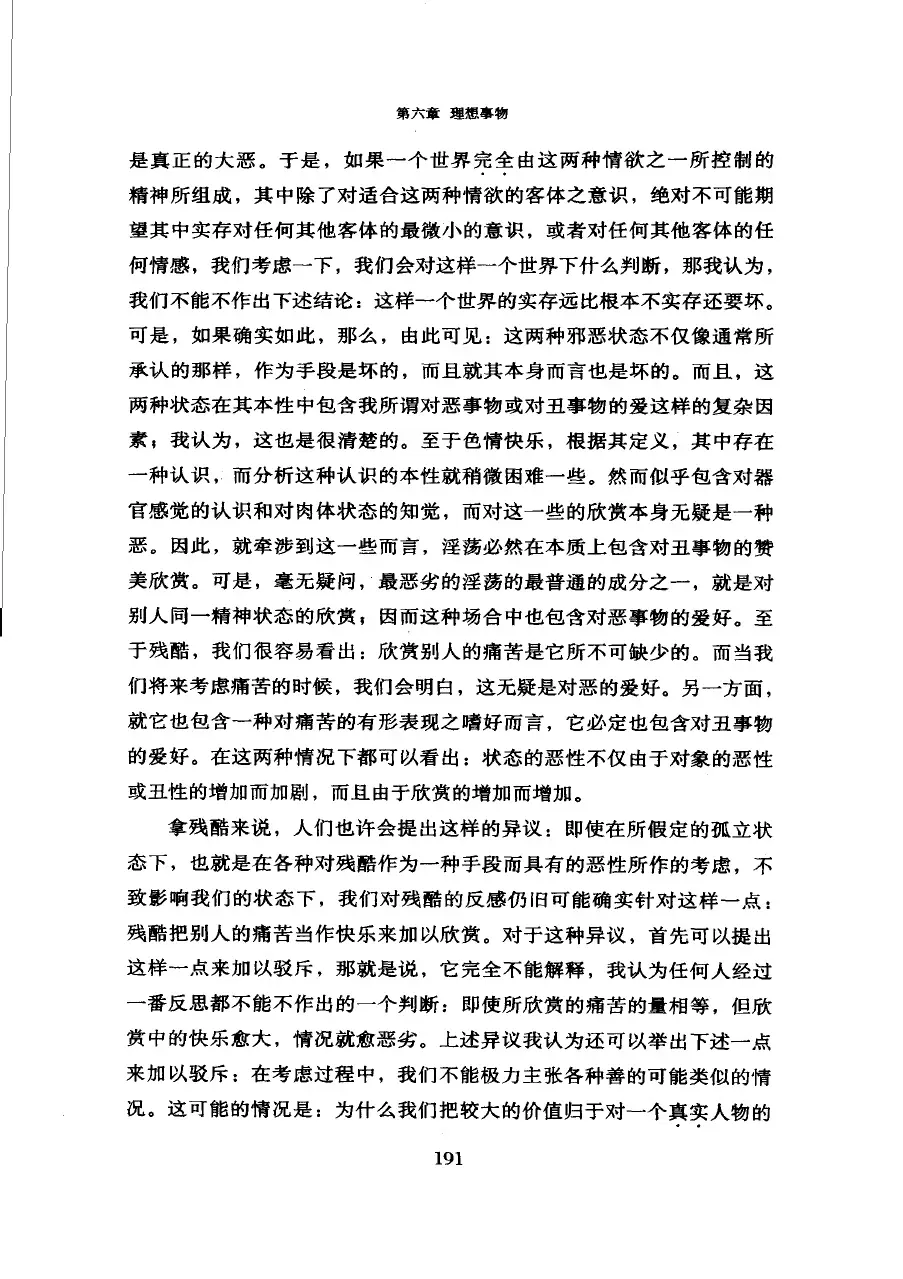 第六章 理想事物
是真正的大恶。于是，如果一个世界完全由这两种情欲之一所控制的
精神所组成，其中除了对适合这两种情欲的客体之意识，绝对不可能期
望其中实存对任何其他客体的最微小的意识，或者对任何其他客体的任
何情感，我们考虑一下，我们会对这样一个世界下什么判断，那我认为，
我们不能不作出下述结论：这样一个世界的实存远比根本不实存还要坏。
可是，如果确实如此，那么，由此可见：这两种邪恶状态不仅像通常所
承认的那样，作为手段是坏的，而且就其本身而言也是坏的。而且，这
两种状态在其本性中包含我所谓对恶事物或对丑事物的爱这样的复杂因
素；我认为，这也是很清楚的。至于色情快乐，根据其定义，其中存在
一种认识，而分析这种认识的本性就稍微困难一些。然而似乎包含对器
官感觉的认识和对肉体状态的知觉，而对这一些的欣赏本身无疑是一种
恶。因此，就牵涉到这一些而言，淫荡必然在本质上包含对丑事物的赞
美欣赏。可是，毫无疑问，最恶劣的淫荡的最普通的成分之一，就是对
别人同一精神状态的欣赏；因而这种场合中也包含对恶事物的爱好。至
于残酷，我们很容易看出：欣赏别人的痛苦是它所不可缺少的。而当我
们将来考虑痛苦的时候，我们会明白，这无疑是对恶的爱好。另一方面，
就它也包含一种对痛苦的有形表现之嗜好而言，它必定也包含对丑事物
的爱好。在这两种情况下都可以看出：状态的恶性不仅由于对象的恶性
或丑性的增加而加剧，而且由于欣赏的增加而增加。
拿残酷来说，人们也许会提出这样的异议：即使在所假定的孤立状
态下，也就是在各种对残酷作为一种手段而具有的恶性所作的考虑，不
致影响我们的状态下，我们对残酷的反感仍旧可能确实针对这样一点：
残酷把别人的痛苦当作快乐来加以欣赏。对于这种异议，首先可以提出
这样一点来加以驳斥，那就是说，它完全不能解释，我认为任何人经过
一番反思都不能不作出的一个判断：即使所欣赏的痛苦的量相等，但欣
赏中的快乐愈大，情况就愈恶劣。上述异议我认为还可以举出下述一点
来加以驳斥：在考虑过程中，我们不能极力主张各种善的可能类似的情
况。这可能的情况是：为什么我们把较大的价值归于对一个真实人物的
191